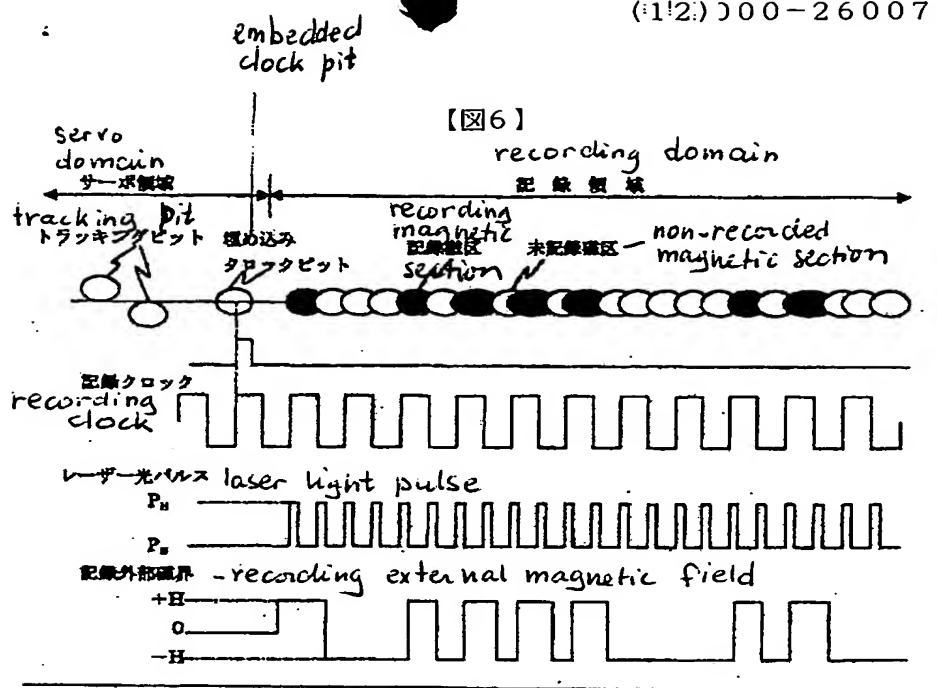 (12) 000-26007
embedded
clock pit
【図6】
servo
domain
サーボ領域
recording domain
記録領域
tracking pit
トラッキングピット
埋め込み
クロックピット
recording
magnetic
記録磁区
section
未記録磁区
non-recorded
magnetic section
記録クロック
recording
clock
レーザー光パルス laser light pulse
P_H
記録外部磁界 - recording external magnetic field
+H
0
-H